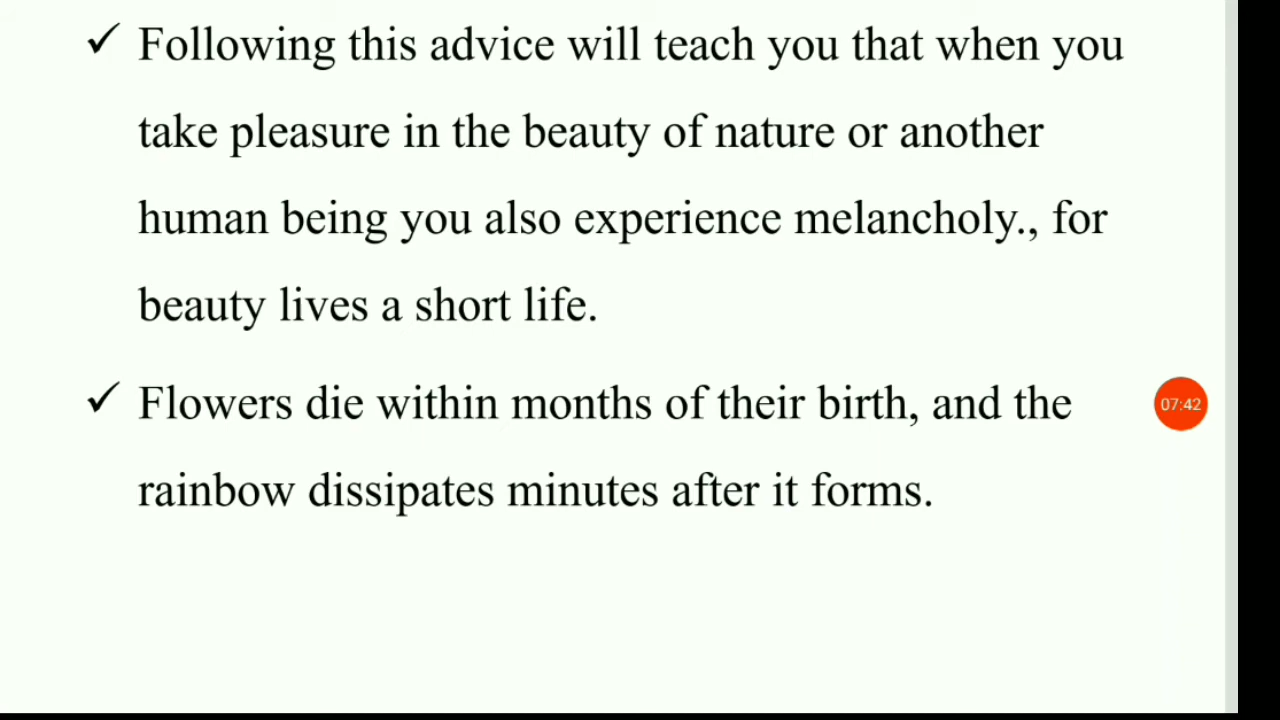 ✓ Following this advice will teach you that when you
take pleasure in the beauty of nature or another
human being you also experience melancholy., for
beauty lives a short life.
✓ Flowers die within months of their birth, and the
07:42
rainbow dissipates minutes after it forms.